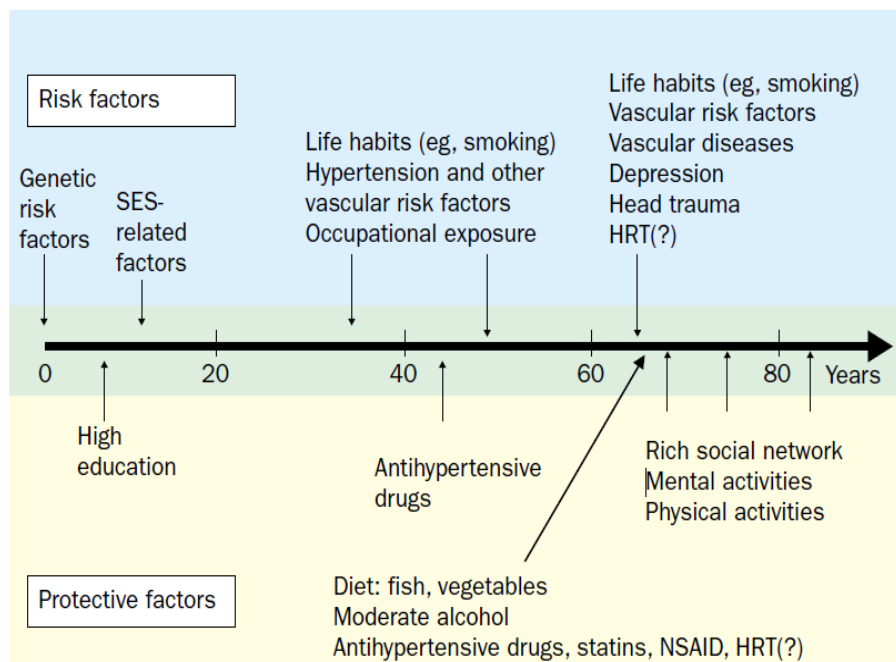 Risk factors
Genetic
risk
factors
SES-
related
factors
Life habits (eg, smoking)
Hypertension and other
vascular risk factors
Occupational exposure
Life habits (eg, smoking)
Vascular risk factors
Vascular diseases
Depression
Head trauma
HRT(?)
0 20 40 60 80 Years
High
education
Antihypertensive
drugs
Rich social network
Mental activities
Physical activities
Protective factors
Diet: fish, vegetables
Moderate alcohol
Antihypertensive drugs, statins, NSAID, HRT(?)